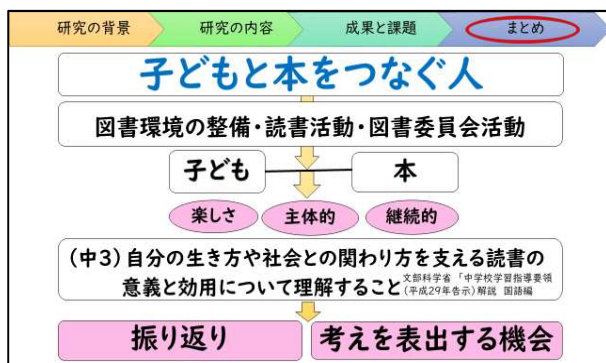 研究の背景
研究の内容
成果と課題
まとめ
子どもと本をつなぐ人
図書環境の整備・読書活動・図書委員会活動
子ども
本
楽しさ
主体的
継続的
(中3)自分の生き方や社会との関わり方を支える読書の
意義と効用について理解すること
文部科学省 「中学校学習指導要領
(平成29年告示)解説 国語編
振り返り
考えを表出する機会